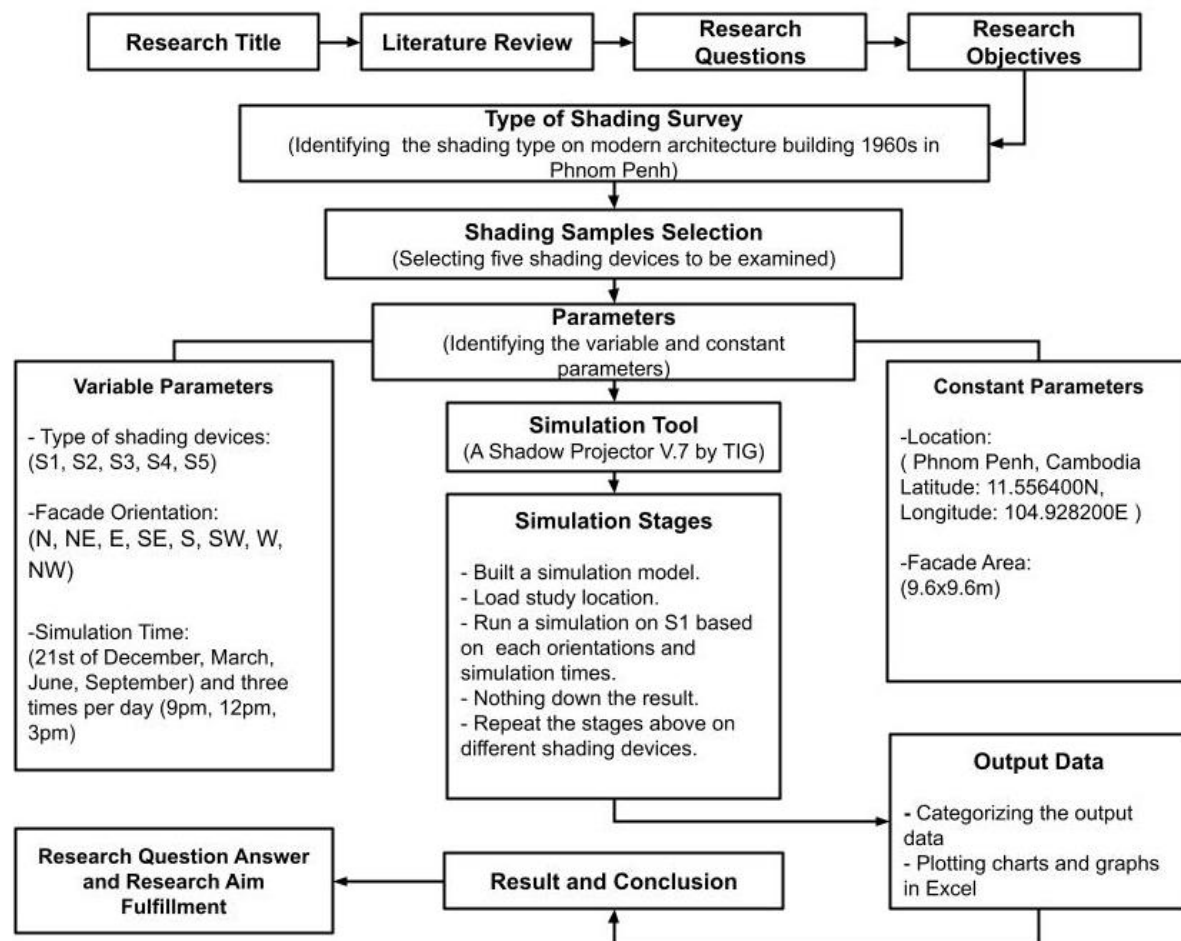 Research Title
Literature Review
Research
Questions
Research
Objectives
Type of Shading Survey
(Identifying the shading type on modern architecture building 1960s in
Phnom Penh)
Shading Samples Selection
(Selecting five shading devices to be examined)
Parameters
(Identifying the variable and constant
parameters)
Variable Parameters
- Type of shading devices:
(S1, S2, S3, S4, S5)
-Facade Orientation:
(N, NE, E, SE, S, SW, W,
NW)
-Simulation Time:
(21st of December, March,
June, September) and three
times per day (9pm, 12pm,
3pm)
Simulation Tool
(A Shadow Projector V.7 by TIG)
Simulation Stages
- Built a simulation model.
- Load study location.
- Run a simulation on S1 based
on each orientations and
simulation times.
- Nothing down the result.
- Repeat the stages above on
different shading devices.
Constant Parameters
-Location:
( Phnom Penh, Cambodia
Latitude: 11.556400N,
Longitude: 104.928200E )
-Facade Area:
(9.6x9.6m)
Output Data
- Categorizing the output
data
- Plotting charts and graphs
in Excel
Result and Conclusion
Research Question Answer
and Research Aim
Fulfillment